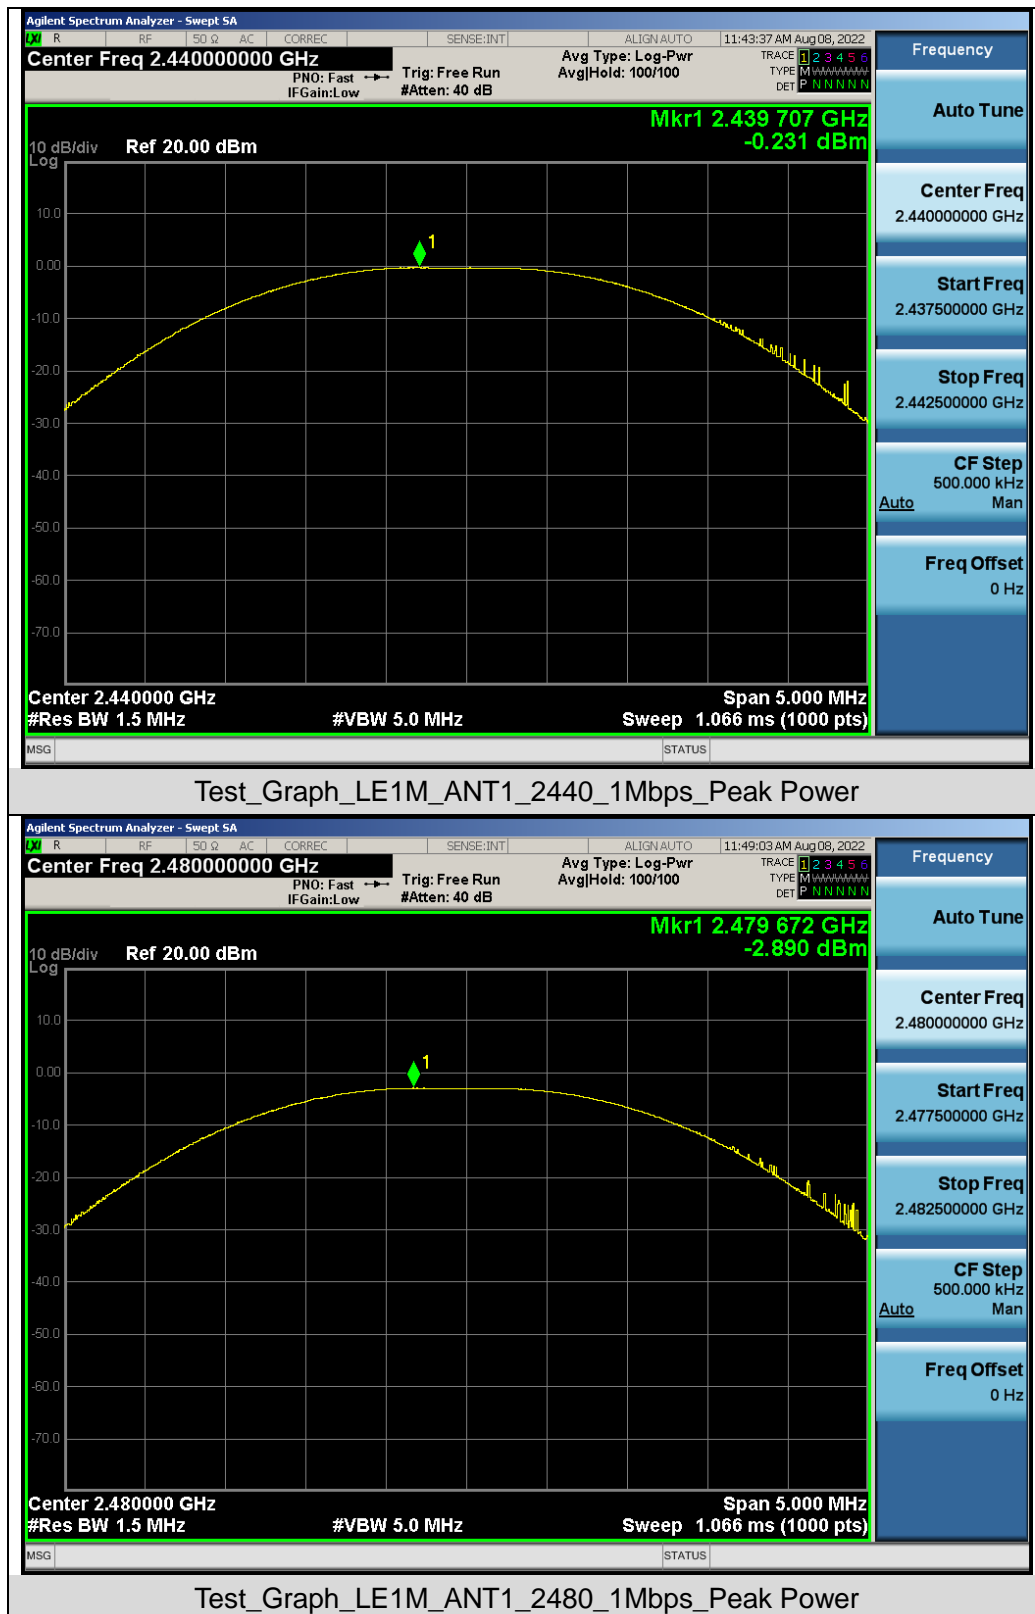 Agilent Spectrum Analyzer - Swept SA
LXI R RF 50 Ω AC CORREC SENSE:INT ALIGN AUTO 11:43:37 AM Aug 08, 2022
Center Freq 2.440000000 GHz
PNO: Fast
IFGain:Low
Trig: Free Run
#Atten: 40 dB
Avg Type: Log-Pwr
Avg|Hold: 100/100
TRACE 1 2 3 4 5 6
TYPE M
DET P N N N N N
Mkr1 2.439 707 GHz
-0.231 dBm
10 dB/div Ref 20.00 dBm
Log
10.0
1
0.00
-10.0
-20.0
-30.0
-40.0
-50.0
-60.0
-70.0
Center 2.440000 GHz Span 5.000 MHz
#Res BW 1.5 MHz #VBW 5.0 MHz Sweep 1.066 ms (1000 pts)
MSG STATUS
Frequency
Auto Tune
Center Freq
2.440000000 GHz
Start Freq
2.437500000 GHz
Stop Freq
2.442500000 GHz
CF Step
500.000 kHz
Auto Man
Freq Offset
0 Hz
Test_Graph_LE1M_ANT1_2440_1Mbps_Peak Power
Agilent Spectrum Analyzer - Swept SA
LXI R RF 50 Ω AC CORREC SENSE:INT ALIGN AUTO 11:49:03 AM Aug 08, 2022
Center Freq 2.480000000 GHz
PNO: Fast
IFGain:Low
Trig: Free Run
#Atten: 40 dB
Avg Type: Log-Pwr
Avg|Hold: 100/100
TRACE 1 2 3 4 5 6
TYPE M
DET P N N N N N
Mkr1 2.479 672 GHz
-2.890 dBm
10 dB/div Ref 20.00 dBm
Log
10.0
1
0.00
-10.0
-20.0
-30.0
-40.0
-50.0
-60.0
-70.0
Center 2.480000 GHz Span 5.000 MHz
#Res BW 1.5 MHz #VBW 5.0 MHz Sweep 1.066 ms (1000 pts)
MSG STATUS
Frequency
Auto Tune
Center Freq
2.480000000 GHz
Start Freq
2.477500000 GHz
Stop Freq
2.482500000 GHz
CF Step
500.000 kHz
Auto Man
Freq Offset
0 Hz
Test_Graph_LE1M_ANT1_2480_1Mbps_Peak Power